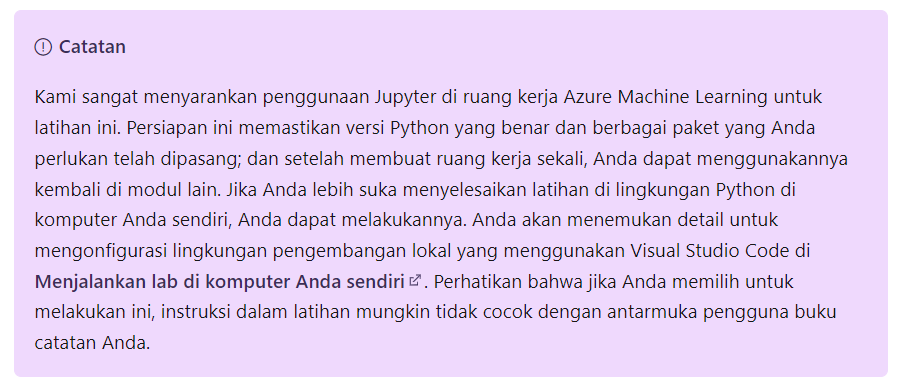 Catatan
Kami sangat menyarankan penggunaan Jupyter di ruang kerja Azure Machine Learning untuk
latihan ini. Persiapan ini memastikan versi Python yang benar dan berbagai paket yang Anda
perlukan telah dipasang; dan setelah membuat ruang kerja sekali, Anda dapat menggunakannya
kembali di modul lain. Jika Anda lebih suka menyelesaikan latihan di lingkungan Python di
komputer Anda sendiri, Anda dapat melakukannya. Anda akan menemukan detail untuk
mengonfigurasi lingkungan pengembangan lokal yang menggunakan Visual Studio Code di
Menjalankan lab di komputer Anda sendiri. Perhatikan bahwa jika Anda memilih untuk
melakukan ini, instruksi dalam latihan mungkin tidak cocok dengan antarmuka pengguna buku
catatan Anda.